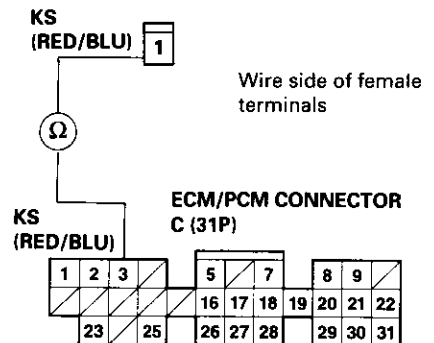 KS
(RED/BLU)
1
Wire side of female
terminals
Ω
ECM/PCM CONNECTOR
C (31P)
KS
(RED/BLU)
1 2 3 5 7 8 9
16 17 18 19 20 21 22
23 25 26 27 28 29 30 31